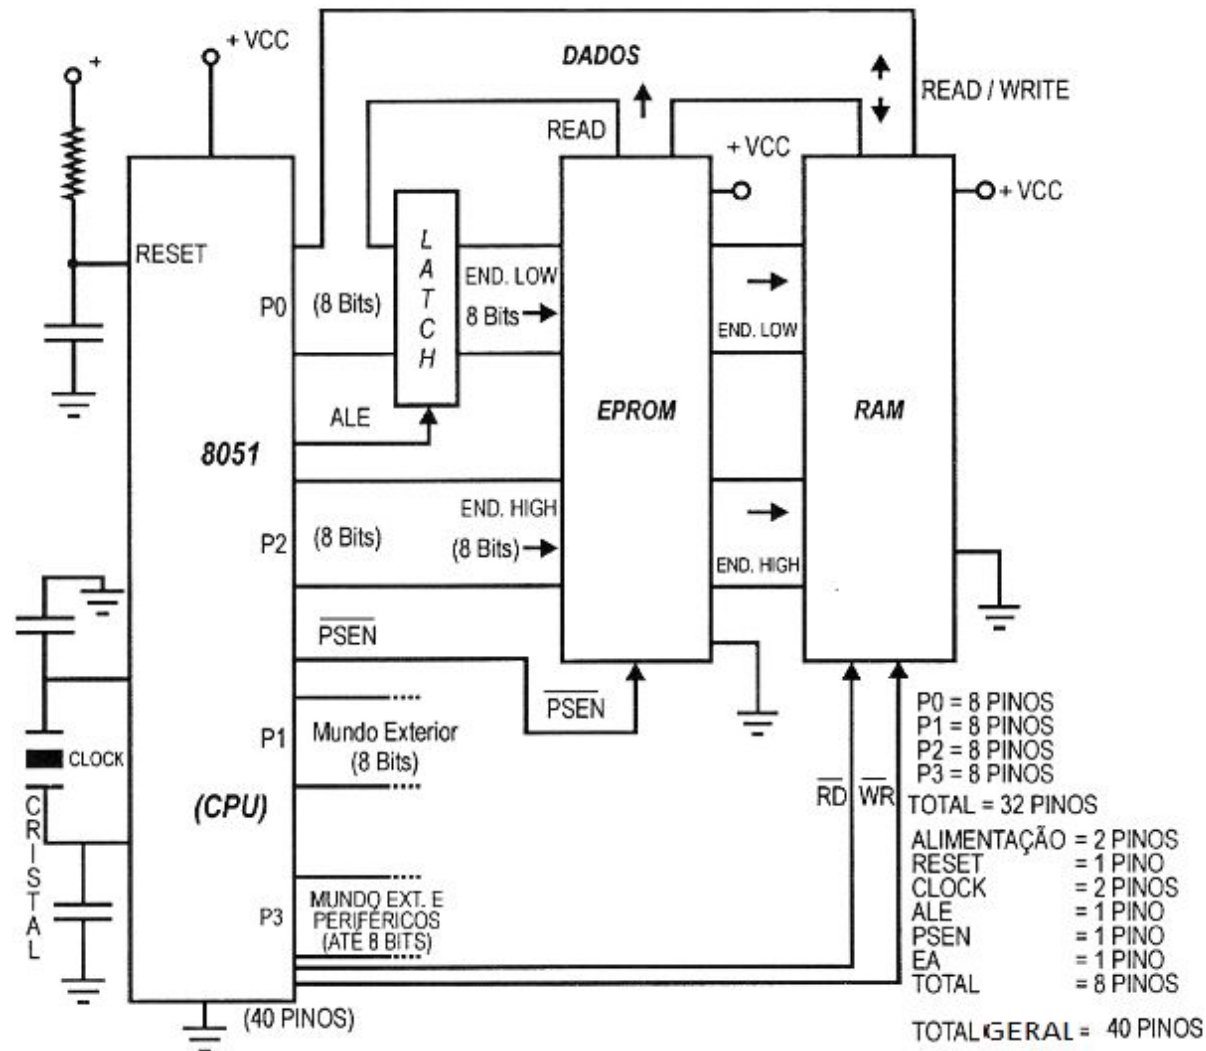 +
+ VCC
DADOS
READ / WRITE
READ
+ VCC
+ VCC
RESET
LATCH
P0
(8 Bits)
END. LOW
8 Bits
END. LOW
ALE
EPROM
RAM
8051
END. HIGH
(8 Bits)
P2
(8 Bits)
END. HIGH
PSEN
PSEN
P1
Mundo Exterior
(8 Bits)
CLOCK
CRISTAL
(CPU)
RD
WR
P3
MUNDO EXT. E
PERIFÉRICOS
(ATÉ 8 BITS)
(40 PINOS)
P0 = 8 PINOS
P1 = 8 PINOS
P2 = 8 PINOS
P3 = 8 PINOS
TOTAL = 32 PINOS
ALIMENTAÇÃO = 2 PINOS
RESET = 1 PINO
CLOCK = 2 PINOS
ALE = 1 PINO
PSEN = 1 PINO
EA = 1 PINO
TOTAL = 8 PINOS
TOTAL GERAL = 40 PINOS